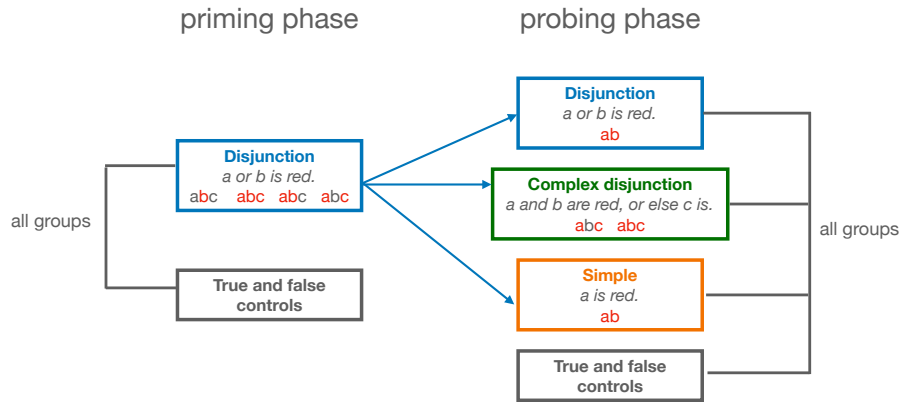 priming phase
probing phase
Disjunction
a or b is red.
abc abc abc abc
True and false
controls
all groups
Disjunction
a or b is red.
ab
Complex disjunction
a and b are red, or else c is.
abc abc
Simple
a is red.
ab
True and false
controls
all groups